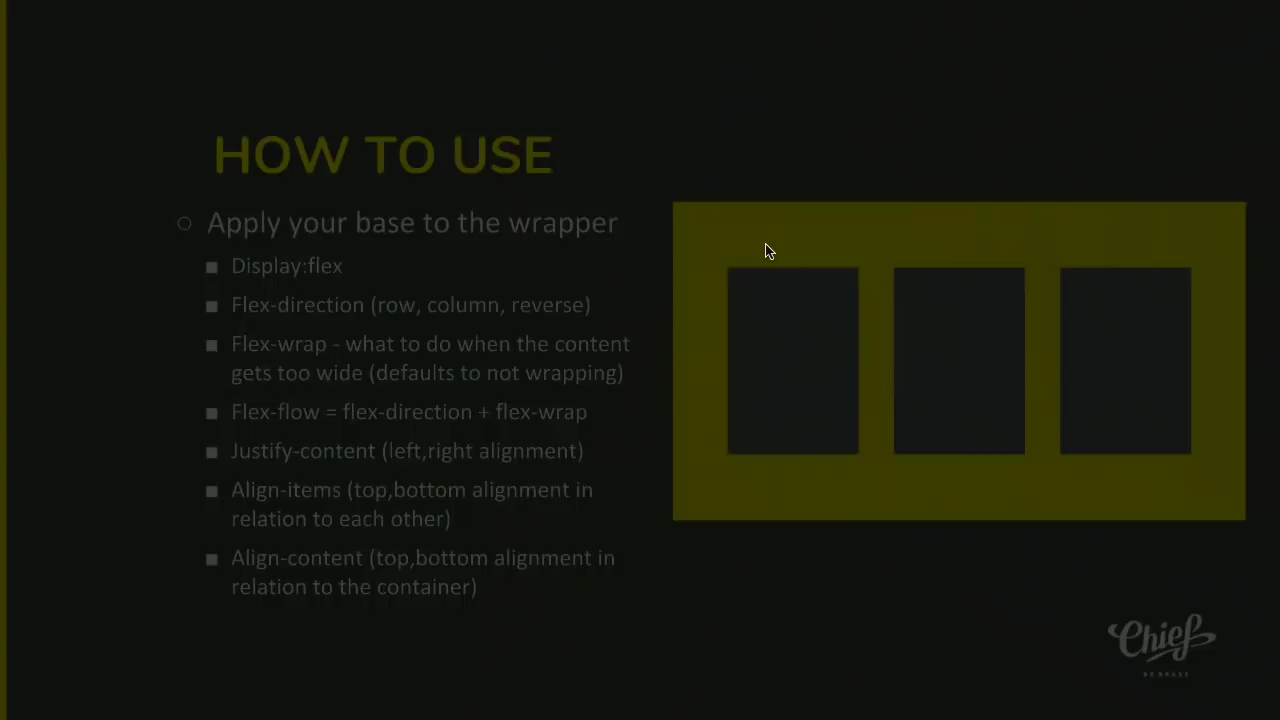 HOW TO USE
Apply your base to the wrapper
Display:flex
Flex-direction (row, column, reverse)
Flex-wrap - what to do when the content
gets too wide (defaults to not wrapping)
Flex-flow = flex-direction + flex-wrap
Justify-content (left,right alignment)
Align-items (top,bottom alignment in
relation to each other)
Align-content (top,bottom alignment in
relation to the container)
Chief
BE BRAVE